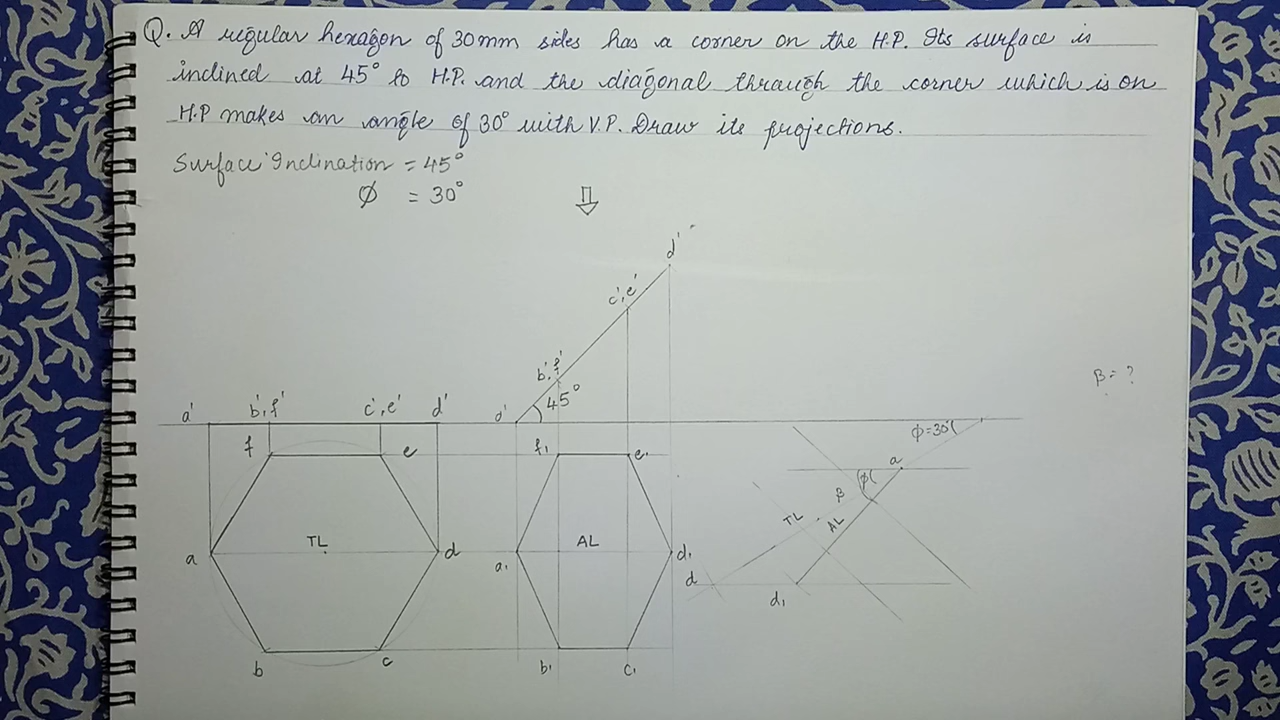 Q. A regular hexagon of 30mm sides has a corner on the H.P. Its surface is
inclined at 45° to H.P. and the diagonal through the corner which is on
H.P makes an angle of 30° with V.P. Draw its projections.
Surface Inclination = 45°
Ø = 30°
d'
c', e'
b', f'
45°
a' b', f' c', e' d' o'
f e f₁ e₁
TL AL
a d a₁ d₁
b c b₁ c₁
β = ?
Ø = 30°
a
Ø
β
TL AL
d
d₁